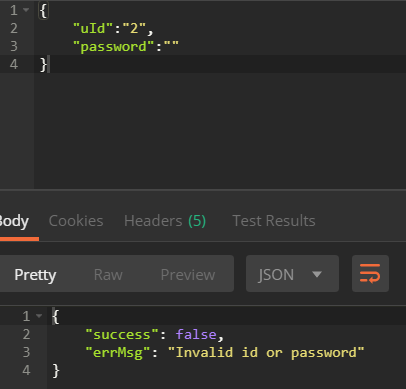 1 {
2 "uId":"2",
3 "password":""
4 }
Body Cookies Headers (5) Test Results
Pretty Raw Preview JSON
1 {
2 "success": false,
3 "errMsg": "Invalid id or password"
4 }